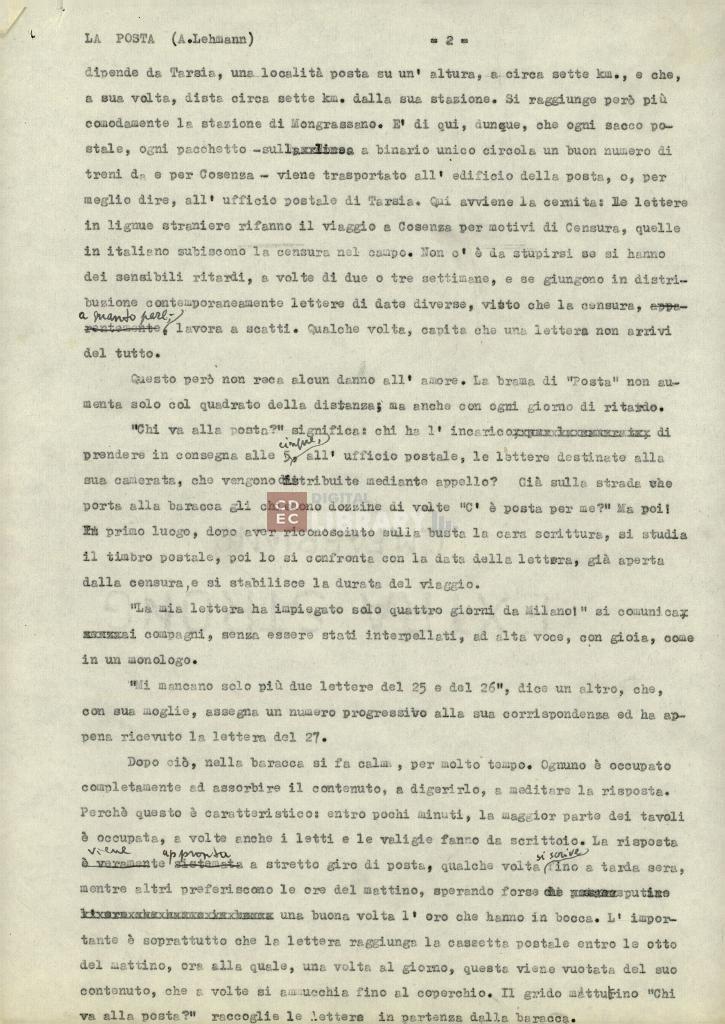 LA POSTA (A.Lehmann) = 2 =
dipende da Tarsia, una località posta su un' altura, a circa sette km., e che,
a sua volta, dista circa sette km. dalla sua stazione. Si raggiunge però più
comodamente la stazione di Mongrassano. E' di qui, dunque, che ogni sacco po-
stale, ogni pacchetto - sulla linea a binario unico circola un buon numero di
treni da e per Cosenza - viene trasportato all' edificio della posta, o, per
meglio dire, all' ufficio postale di Tarsia. Qui avviene la cernita: Le lettere
in lignue straniere rifanno il viaggio a Cosenza per motivi di Censura, quelle
in italiano subiscono la censura nel campo. Non c' è da stupirsi se si hanno
dei sensibili ritardi, a volte di due o tre settimane, e se giungono in distri-
buzione contemporaneamente lettere di date diverse, visto che la censura, appa-
a quanto pare,
rentemente, lavora a scatti. Qualche volta, capita che una lettera non arrivi
del tutto.
Questo però non reca alcun danno all' amore. La brama di "Posta" non au-
menta solo col quadrato della distanza; ma anche con ogni giorno di ritardo.
"Chi va alla posta?" significa: chi ha l' incarico di
cinque,
prendere in consegna alle 5, all' ufficio postale, le lettere destinate alla
sua camerata, che vengono distribuite mediante appello? Già sulla strada che
porta alla baracca gli chiedono dozzine di volte "C' è posta per me?" Ma poi!
In primo luogo, dopo aver riconosciuto sulla busta la cara scrittura, si studia
il timbro postale, poi lo si confronta con la data della lettera, già aperta
dalla censura, e si stabilisce la durata del viaggio.
"La mia lettera ha impiegato solo quattro giorni da Milano!" si comunica
ai compagni, senza essere stati interpellati, ad alta voce, con gioia, come
in un monologo.
"Mi mancano solo più due lettere del 25 e del 26", dice un altro, che,
con sua moglie, assegna un numero progressivo alla sua corrispondenza ed ha ap-
pena ricevuto la lettera del 27.
Dopo ciò, nella baracca si fa calma, per molto tempo. Ognuno è occupato
completamente ad assorbire il contenuto, a digerirlo, a meditare la risposta.
Perchè questo è caratteristico: entro pochi minuti, la maggior parte dei tavoli
è occupata, a volte anche i letti e le valigie fanno da scrittoio. La risposta
viene appronta si scrive
è veramente sistemata a stretto giro di posta, qualche volta fino a tarda sera,
mentre altri preferiscono le ore del mattino, sperando forse che
una buona volta l' oro che hanno in bocca. L' impor-
tante è soprattutto che la lettera raggiunga la cassetta postale entro le otto
del mattino, ora alla quale, una volta al giorno, questa viene vuotata del suo
contenuto, che a volte si ammucchia fino al coperchio. Il grido mattutino "Chi
va alla posta?" raccoglie le lettere in partenza dalla baracca.
CD
EC
DIGITAL